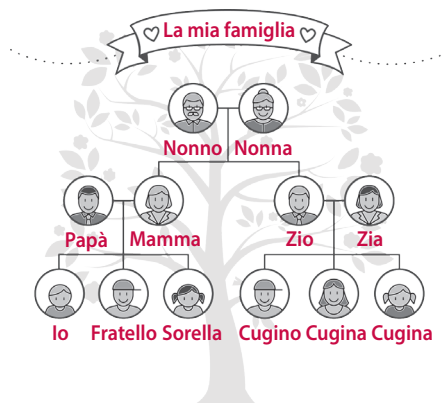 La mia famiglia
Nonno Nonna
Papà Mamma Zio Zia
Io Fratello Sorella Cugino Cugina Cugina